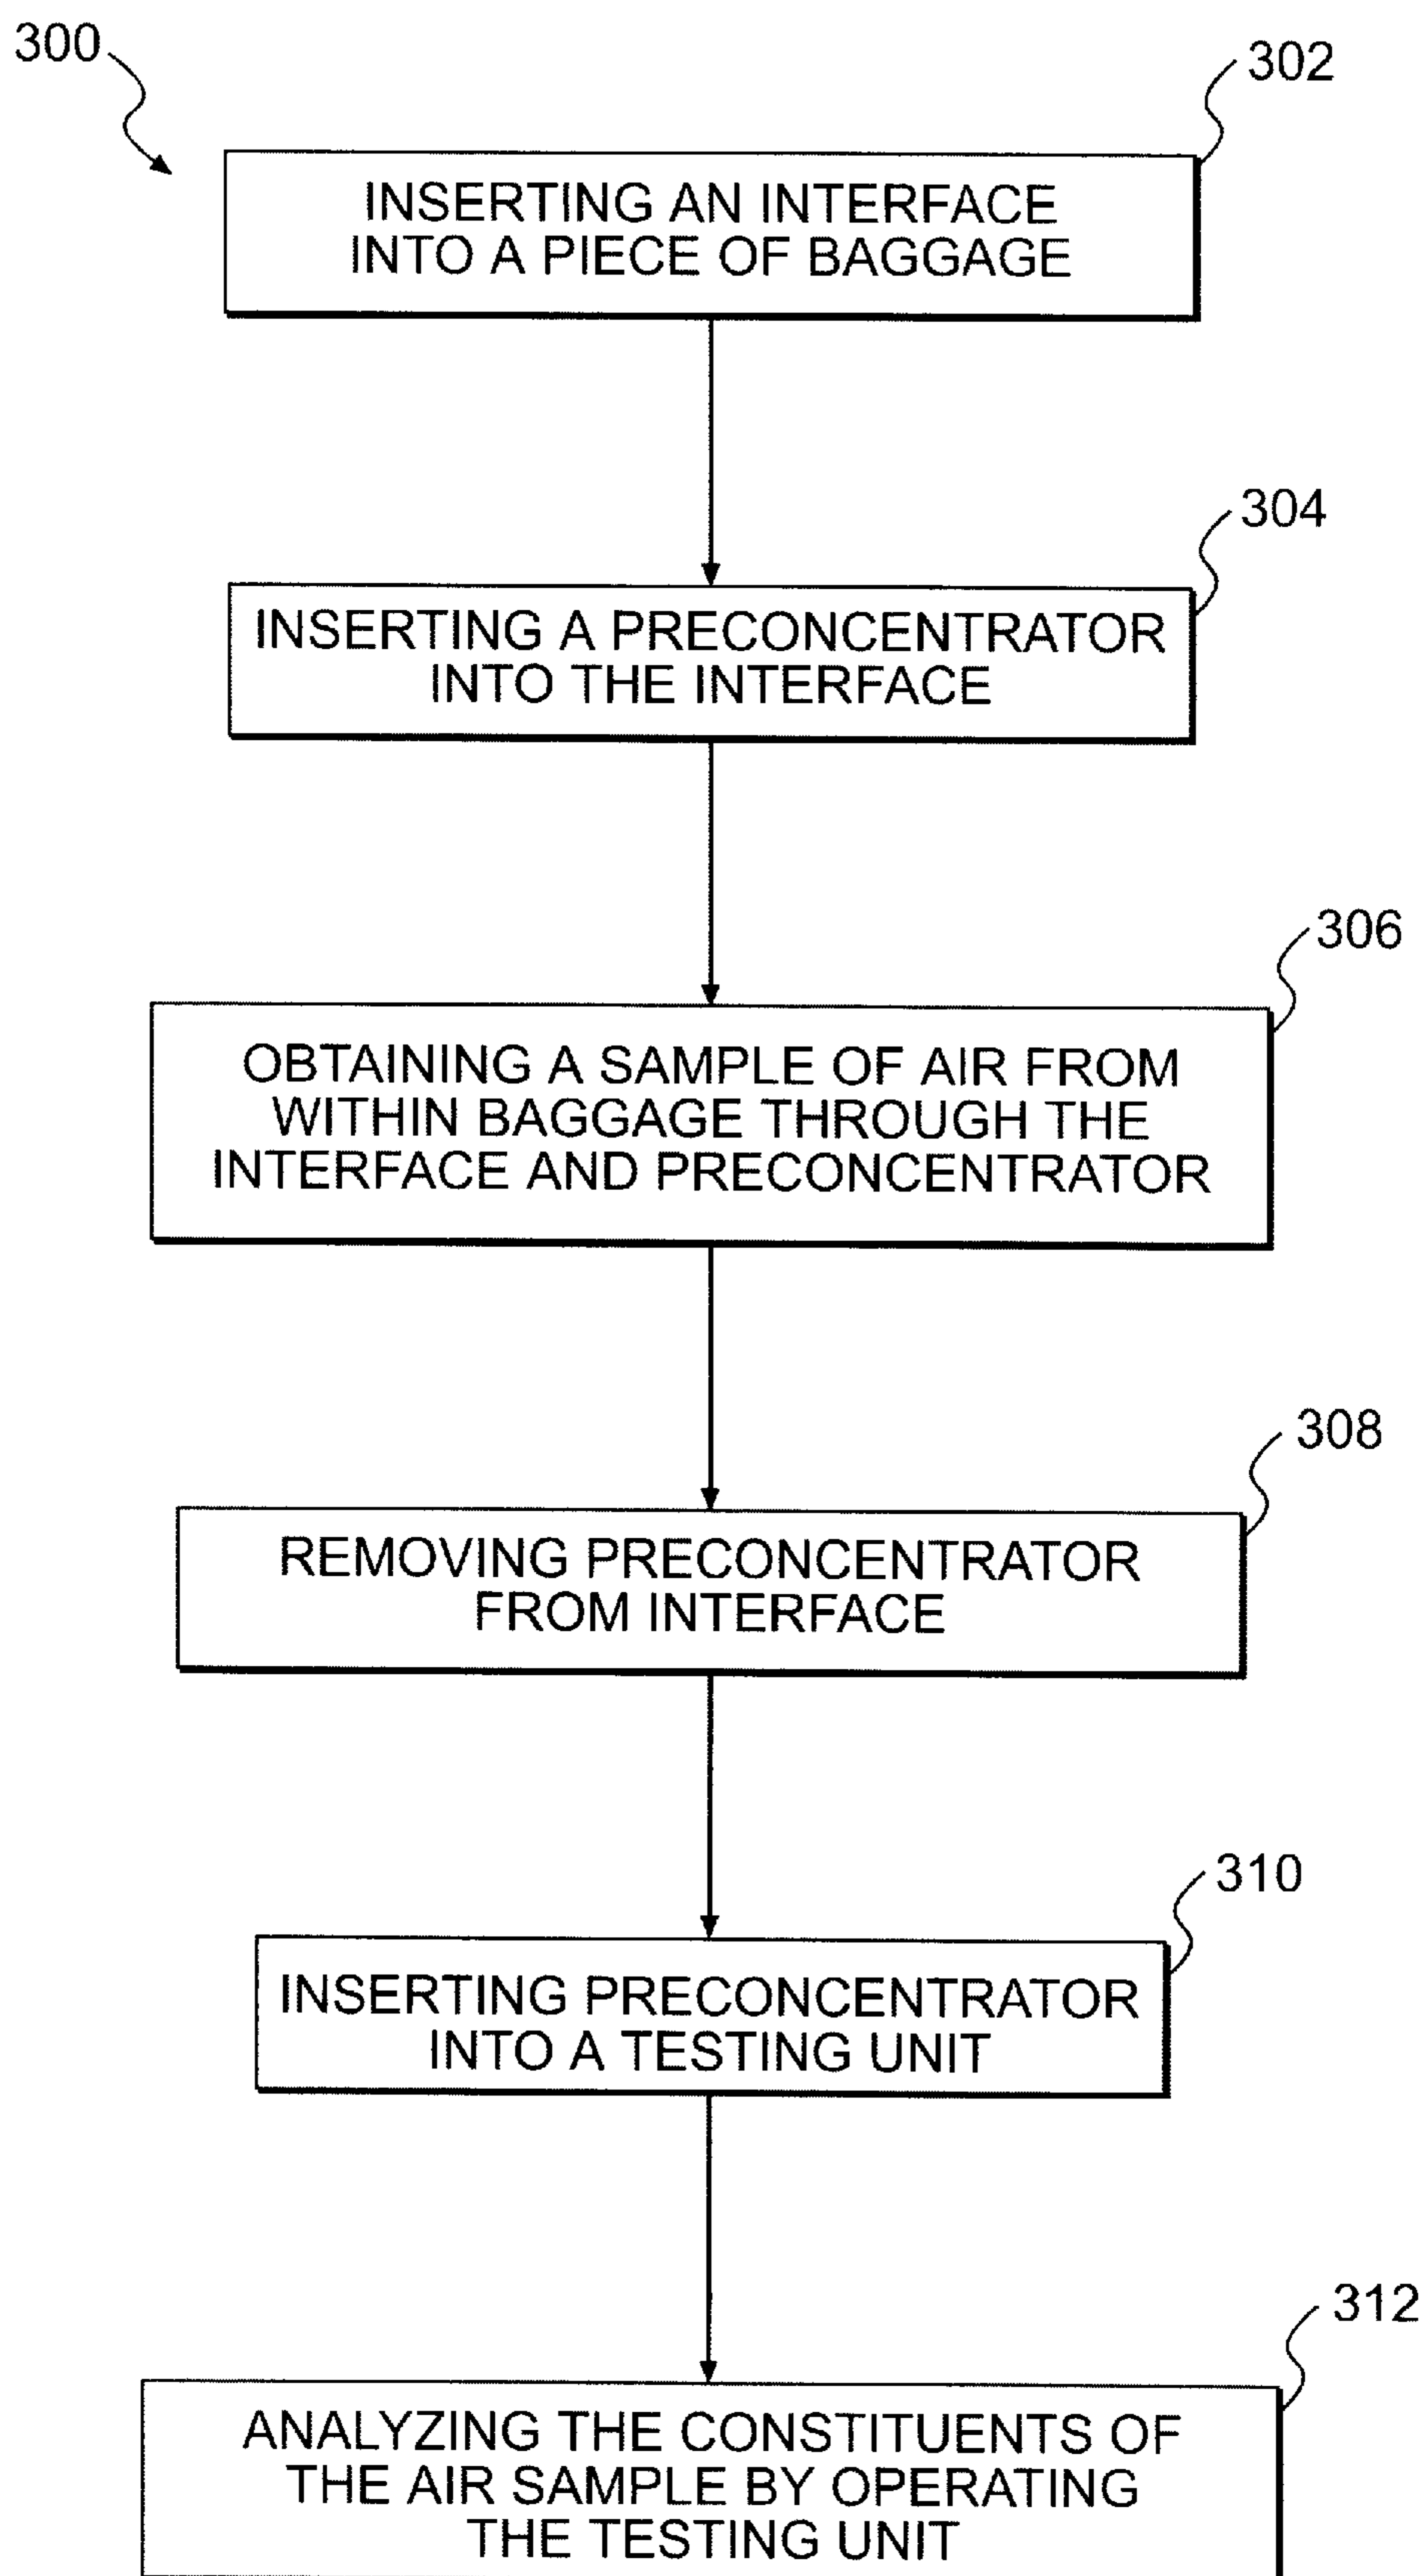 300
302
INSERTING AN INTERFACE
INTO A PIECE OF BAGGAGE
304
INSERTING A PRECONCENTRATOR
INTO THE INTERFACE
306
OBTAINING A SAMPLE OF AIR FROM
WITHIN BAGGAGE THROUGH THE
INTERFACE AND PRECONCENTRATOR
308
REMOVING PRECONCENTRATOR
FROM INTERFACE
310
INSERTING PRECONCENTRATOR
INTO A TESTING UNIT
312
ANALYZING THE CONSTITUENTS OF
THE AIR SAMPLE BY OPERATING
THE TESTING UNIT